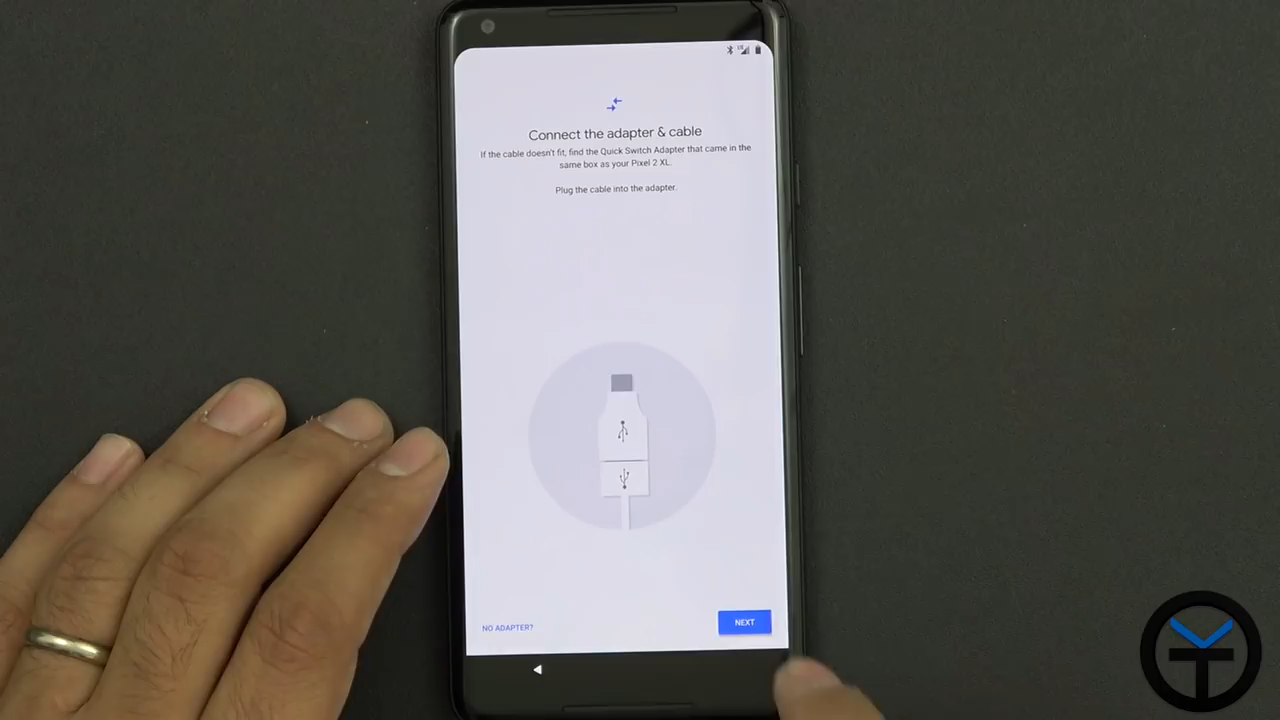 Connect the adapter & cable
If the cable doesn't fit, find the Quick Switch Adapter that came in the
same box as your Pixel 2 XL.
Plug the cable into the adapter.
NO ADAPTER?
NEXT